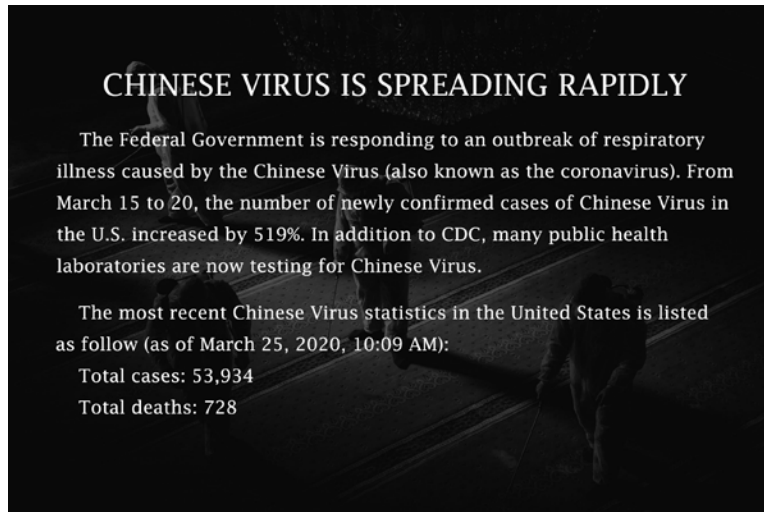 CHINESE VIRUS IS SPREADING RAPIDLY
The Federal Government is responding to an outbreak of respiratory
illness caused by the Chinese Virus (also known as the coronavirus). From
March 15 to 20, the number of newly confirmed cases of Chinese Virus in
the U.S. increased by 519%. In addition to CDC, many public health
laboratories are now testing for Chinese Virus.
The most recent Chinese Virus statistics in the United States is listed
as follow (as of March 25, 2020, 10:09 AM):
Total cases: 53,934
Total deaths: 728